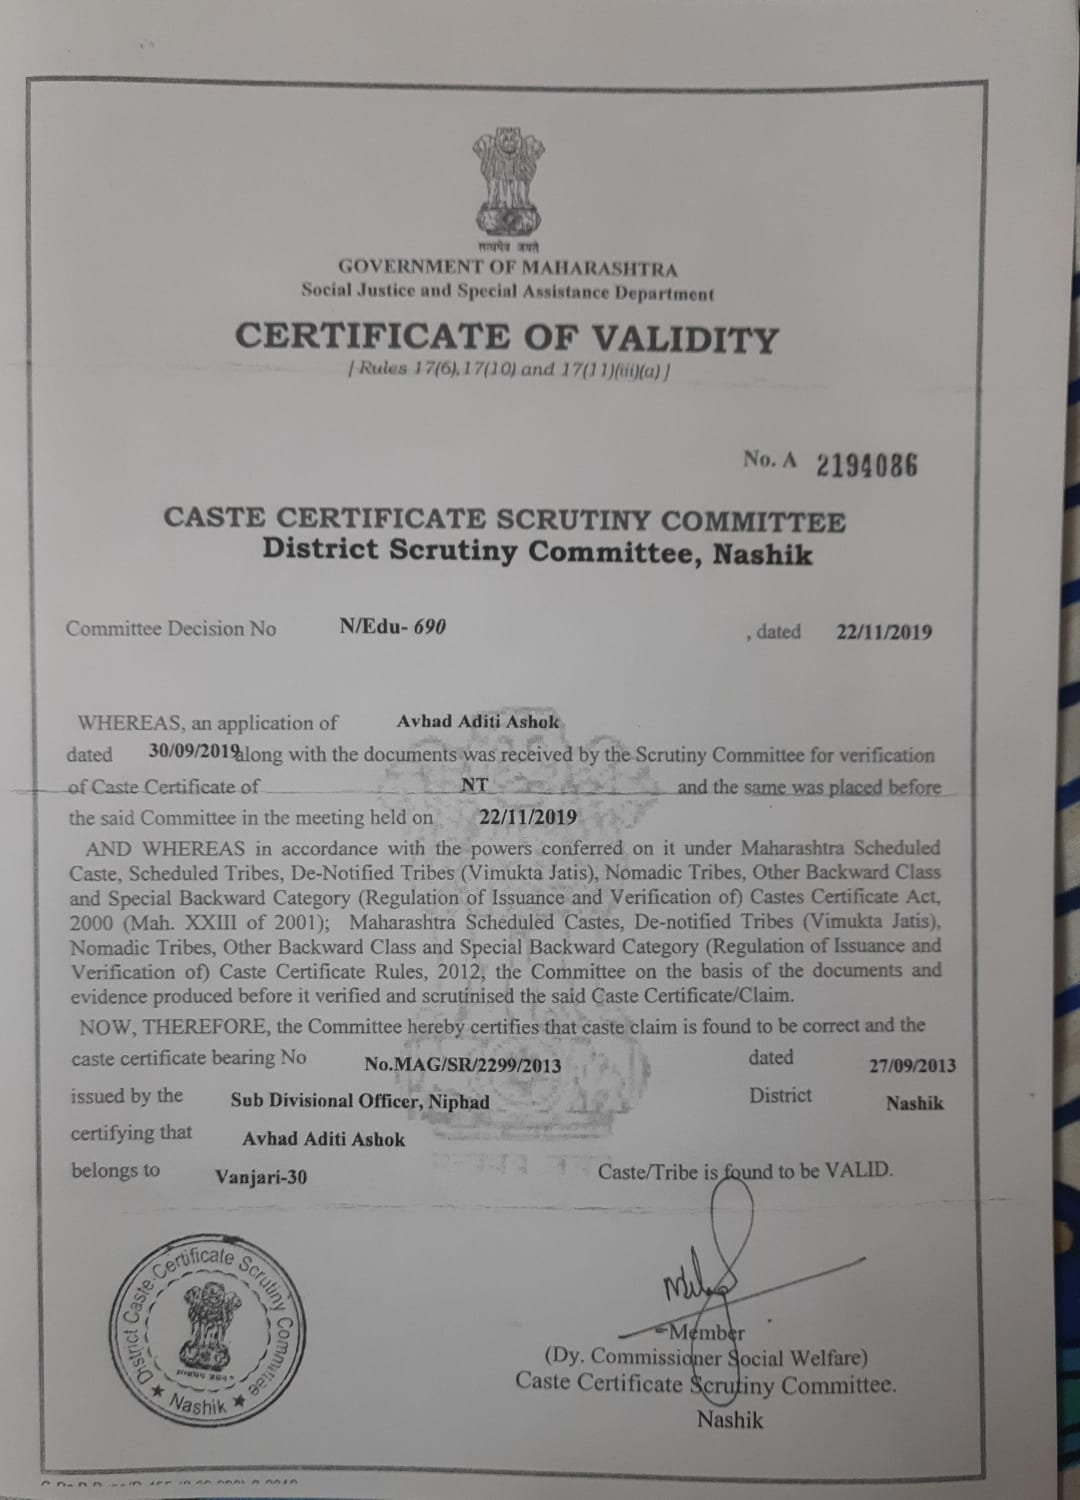 सत्यमेव जयते
GOVERNMENT OF MAHARASHTRA
Social Justice and Special Assistance Department
CERTIFICATE OF VALIDITY
[ Rules 17(6), 17(10) and 17(11)(iii)(a) ]
No. A 2194086
CASTE CERTIFICATE SCRUTINY COMMITTEE
District Scrutiny Committee, Nashik
Committee Decision No N/Edu- 690 , dated 22/11/2019
WHEREAS, an application of Avhad Aditi Ashok
dated 30/09/2019 along with the documents was received by the Scrutiny Committee for verification
of Caste Certificate of NT and the same was placed before
the said Committee in the meeting held on 22/11/2019
AND WHEREAS in accordance with the powers conferred on it under Maharashtra Scheduled
Caste, Scheduled Tribes, De-Notified Tribes (Vimukta Jatis), Nomadic Tribes, Other Backward Class
and Special Backward Category (Regulation of Issuance and Verification of) Castes Certificate Act,
2000 (Mah. XXIII of 2001); Maharashtra Scheduled Castes, De-notified Tribes (Vimukta Jatis),
Nomadic Tribes, Other Backward Class and Special Backward Category (Regulation of Issuance and
Verification of) Caste Certificate Rules, 2012, the Committee on the basis of the documents and
evidence produced before it verified and scrutinised the said Caste Certificate/Claim.
NOW, THEREFORE, the Committee hereby certifies that caste claim is found to be correct and the
caste certificate bearing No No.MAG/SR/2299/2013 dated 27/09/2013
issued by the Sub Divisional Officer, Niphad District Nashik
certifying that Avhad Aditi Ashok
belongs to Vanjari-30 Caste/Tribe is found to be VALID.
District Caste Certificate Scrutiny Committee
★ Nashik ★
Member
(Dy. Commissioner Social Welfare)
Caste Certificate Scrutiny Committee.
Nashik